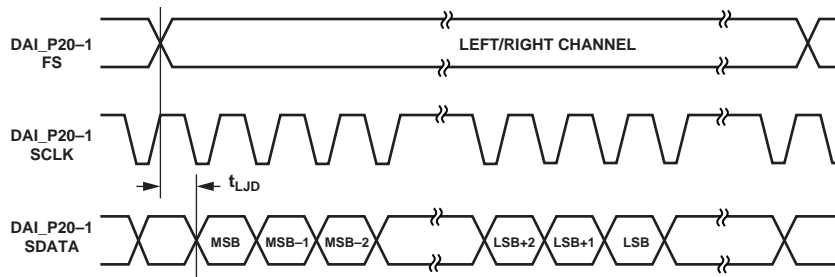 DAI_P20–1
FS
LEFT/RIGHT CHANNEL
DAI_P20–1
SCLK
tLJD
DAI_P20–1
SDATA
MSB MSB–1 MSB–2 LSB+2 LSB+1 LSB